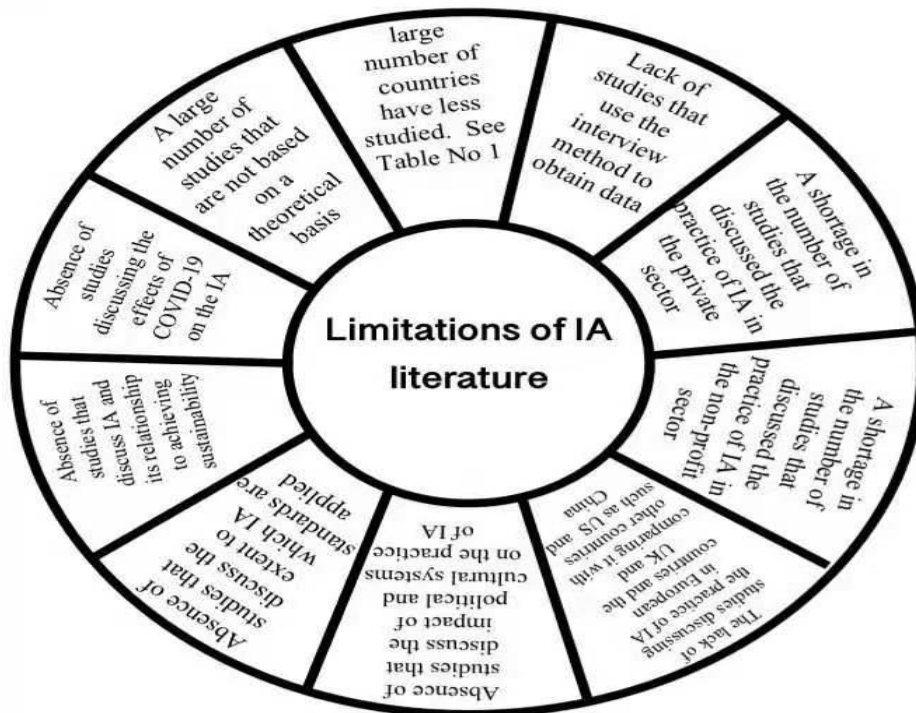 large
number of
countries
have less
studied. See
Table No 1
Lack of
studies that
use the
interview
method to
obtain data
A shortage in
the number of
studies that
discussed the
practice of IA in
the private
sector
A shortage in
the number of
studies that
discussed the
practice of IA in
the non-profit
sector
The lack of
studies discussing
the practice of IA
in European
countries and the
UK and
comparing it with
other countries
such as US and
China
Absence of
studies that
discuss the
impact of
political and
cultural systems
on the practice
of IA
Absence of
studies that
discuss the
extent to
which IA
standards are
applied
Absence of
studies that
discuss IA and
its relationship
to achieving
sustainability
Absence of
studies
discussing the
effects of
COVID-19
on the IA
A large
number of
studies that
are not based
on a
theoretical
basis
Limitations of IA
literature